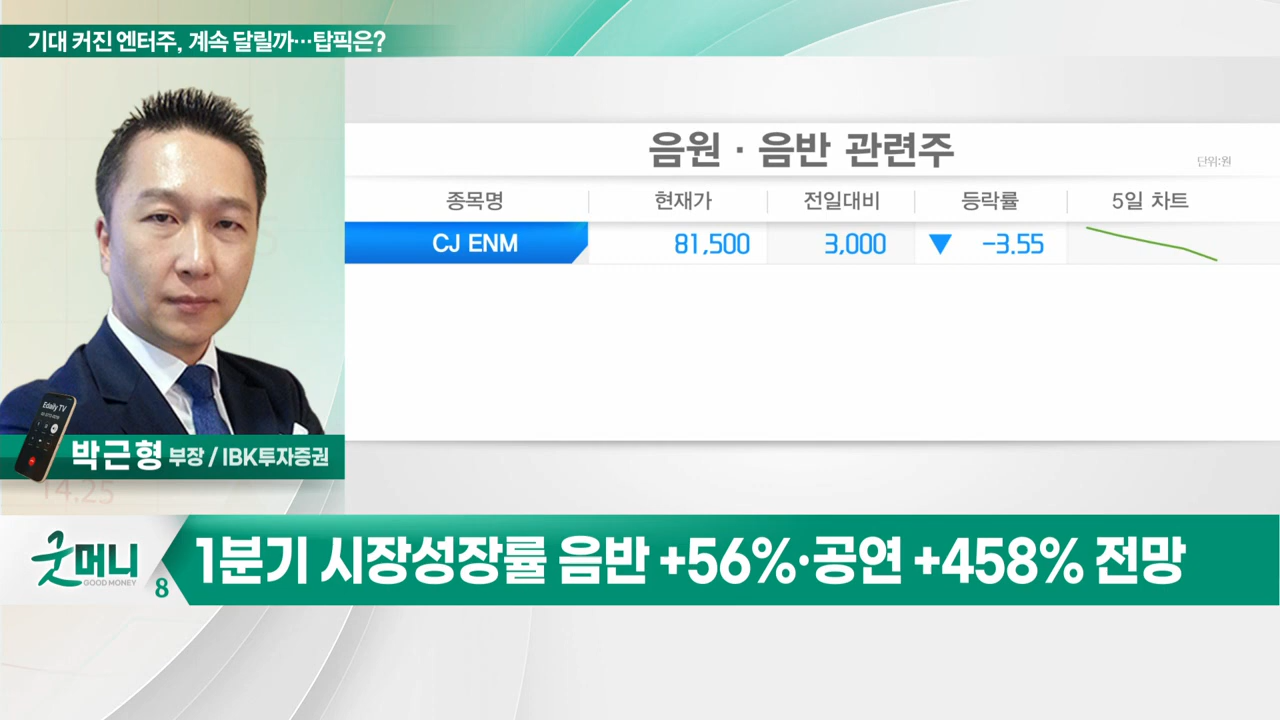 기대 커진 엔터주, 계속 달릴까…탑픽은?
음원 · 음반 관련주
단위:원
종목명 현재가 전일대비 등락률 5일 차트
CJ ENM 81,500 3,000 ▼ -3.55
Edaily TV
박근형 부장 / IBK투자증권
14.25
굿머니
GOOD MONEY
8
1분기 시장성장률 음반 +56%·공연 +458% 전망